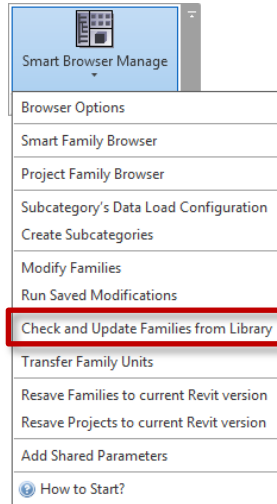 Smart Browser Manage
Browser Options
Smart Family Browser
Project Family Browser
Subcategory's Data Load Configuration
Create Subcategories
Modify Families
Run Saved Modifications
Check and Update Families from Library
Transfer Family Units
Resave Families to current Revit version
Resave Projects to current Revit version
Add Shared Parameters
How to Start?